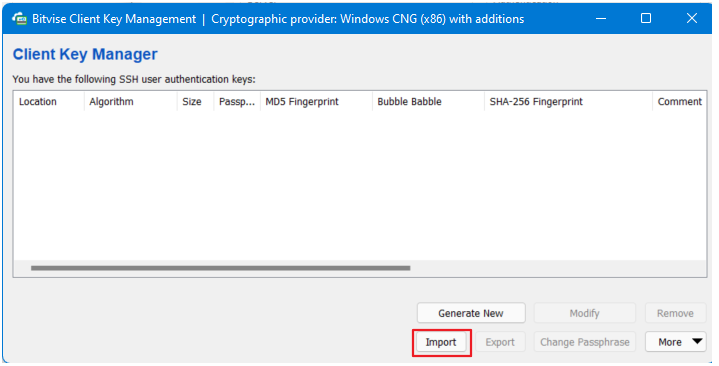 Bitvise Client Key Management | Cryptographic provider: Windows CNG (x86) with additions
Client Key Manager
You have the following SSH user authentication keys:
Location Algorithm Size Passp... MD5 Fingerprint Bubble Babble SHA-256 Fingerprint Comment
Generate New Modify Remove
Import Export Change Passphrase More